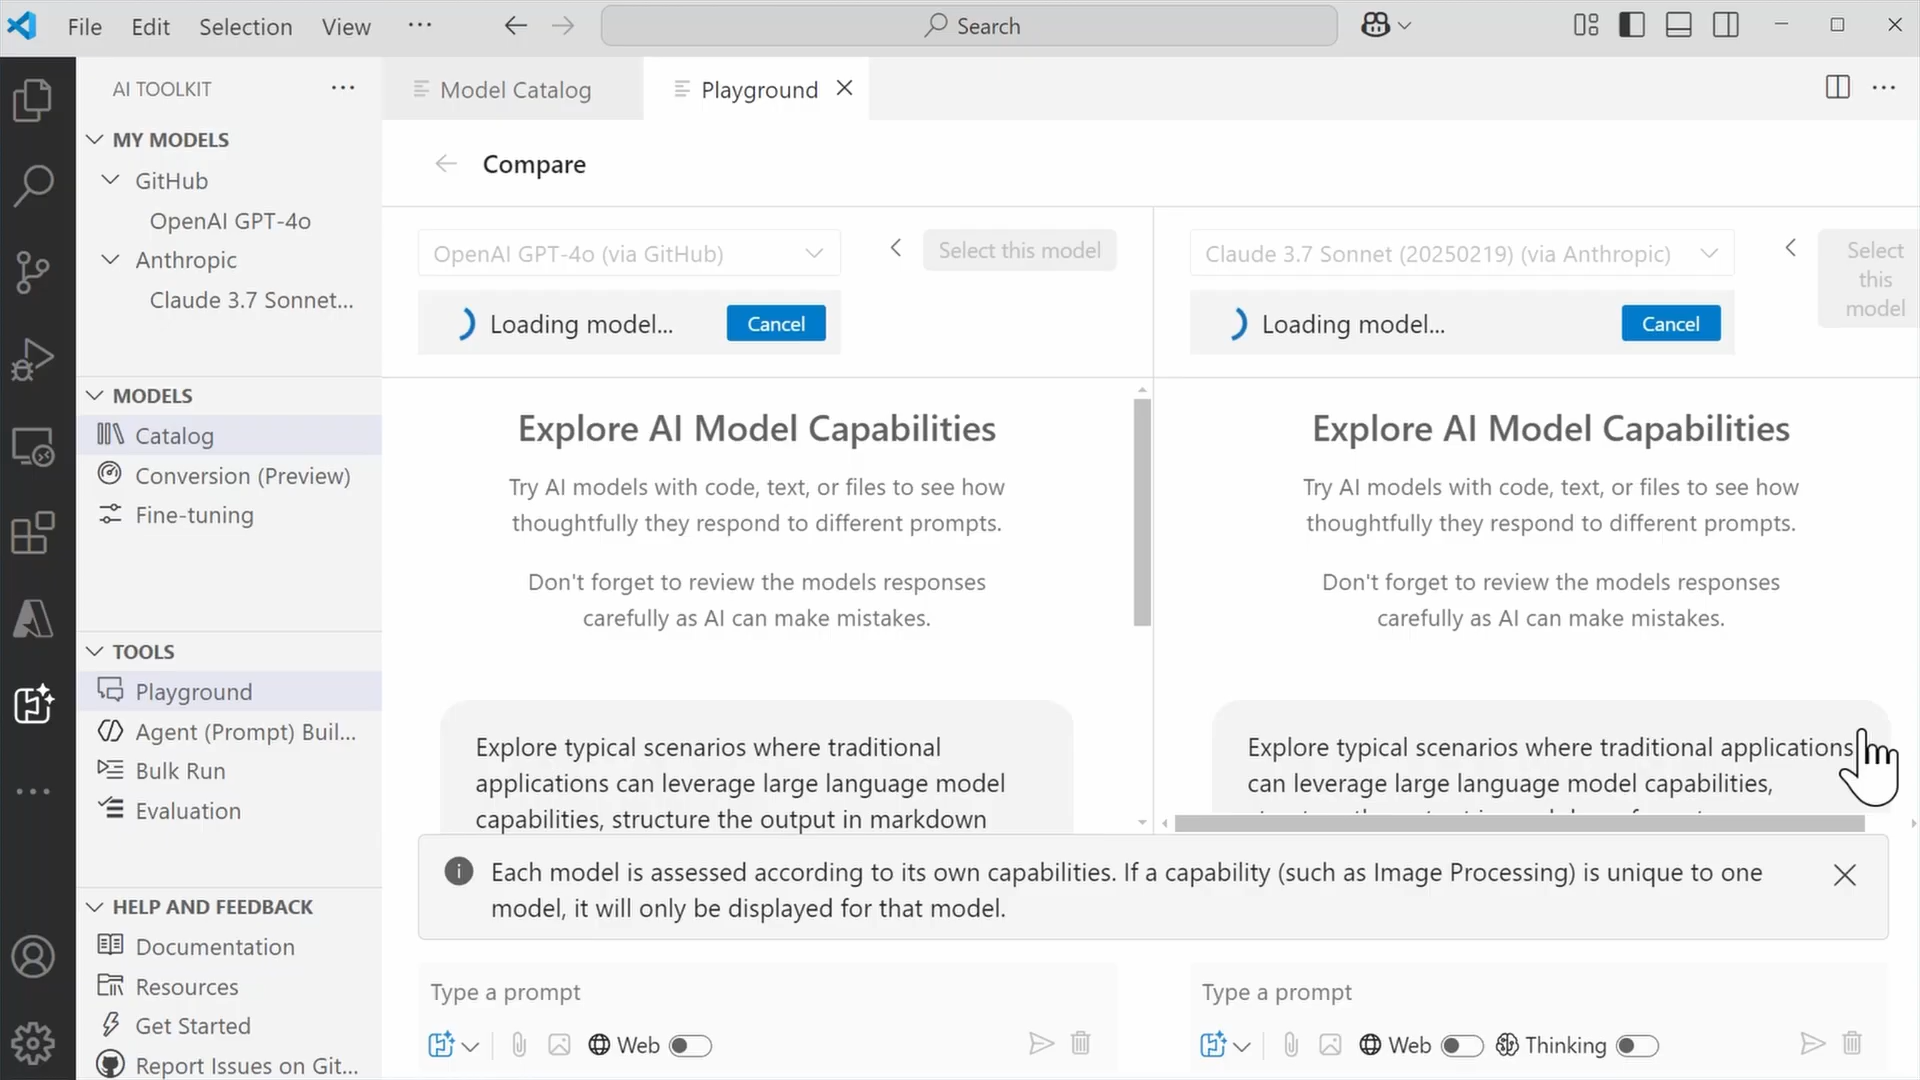 File Edit Selection View ··· Search
AI TOOLKIT ···
MY MODELS
GitHub
OpenAI GPT-4o
Anthropic
Claude 3.7 Sonnet...
MODELS
Catalog
Conversion (Preview)
Fine-tuning
TOOLS
Playground
Agent (Prompt) Buil...
Bulk Run
Evaluation
HELP AND FEEDBACK
Documentation
Resources
Get Started
Report Issues on Git...
Model Catalog
Playground
Compare
OpenAI GPT-4o (via GitHub)
Select this model
Loading model...
Cancel
Explore AI Model Capabilities
Try AI models with code, text, or files to see how
thoughtfully they respond to different prompts.
Don't forget to review the models responses
carefully as AI can make mistakes.
Explore typical scenarios where traditional
applications can leverage large language model
capabilities, structure the output in markdown
Claude 3.7 Sonnet (20250219) (via Anthropic)
Select
this
model
Loading model...
Cancel
Explore AI Model Capabilities
Try AI models with code, text, or files to see how
thoughtfully they respond to different prompts.
Don't forget to review the models responses
carefully as AI can make mistakes.
Explore typical scenarios where traditional applications
can leverage large language model capabilities,
Each model is assessed according to its own capabilities. If a capability (such as Image Processing) is unique to one
model, it will only be displayed for that model.
Type a prompt
Web
Type a prompt
Web Thinking